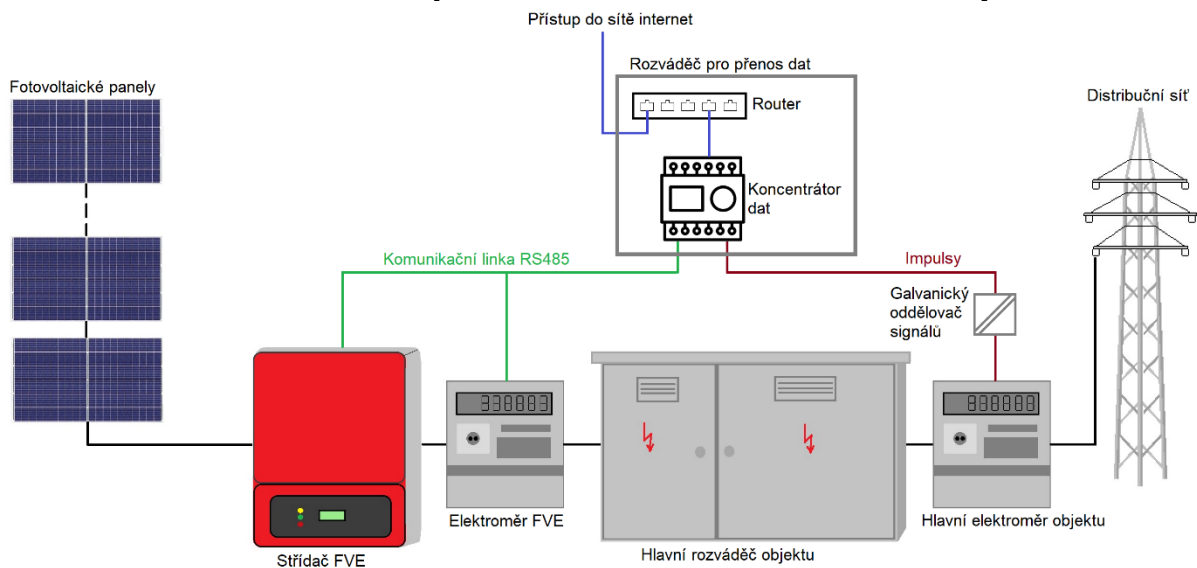 Přístup do sítě internet
Rozváděč pro přenos dat
Fotovoltaické panely
Distribuční síť
Router
Koncentrátor
dat
Komunikační linka RS485
Impulsy
Galvanický
oddělovač
signálů
338883
888888
Elektroměr FVE
Hlavní elektroměr objektu
Střídač FVE
Hlavní rozváděč objektu